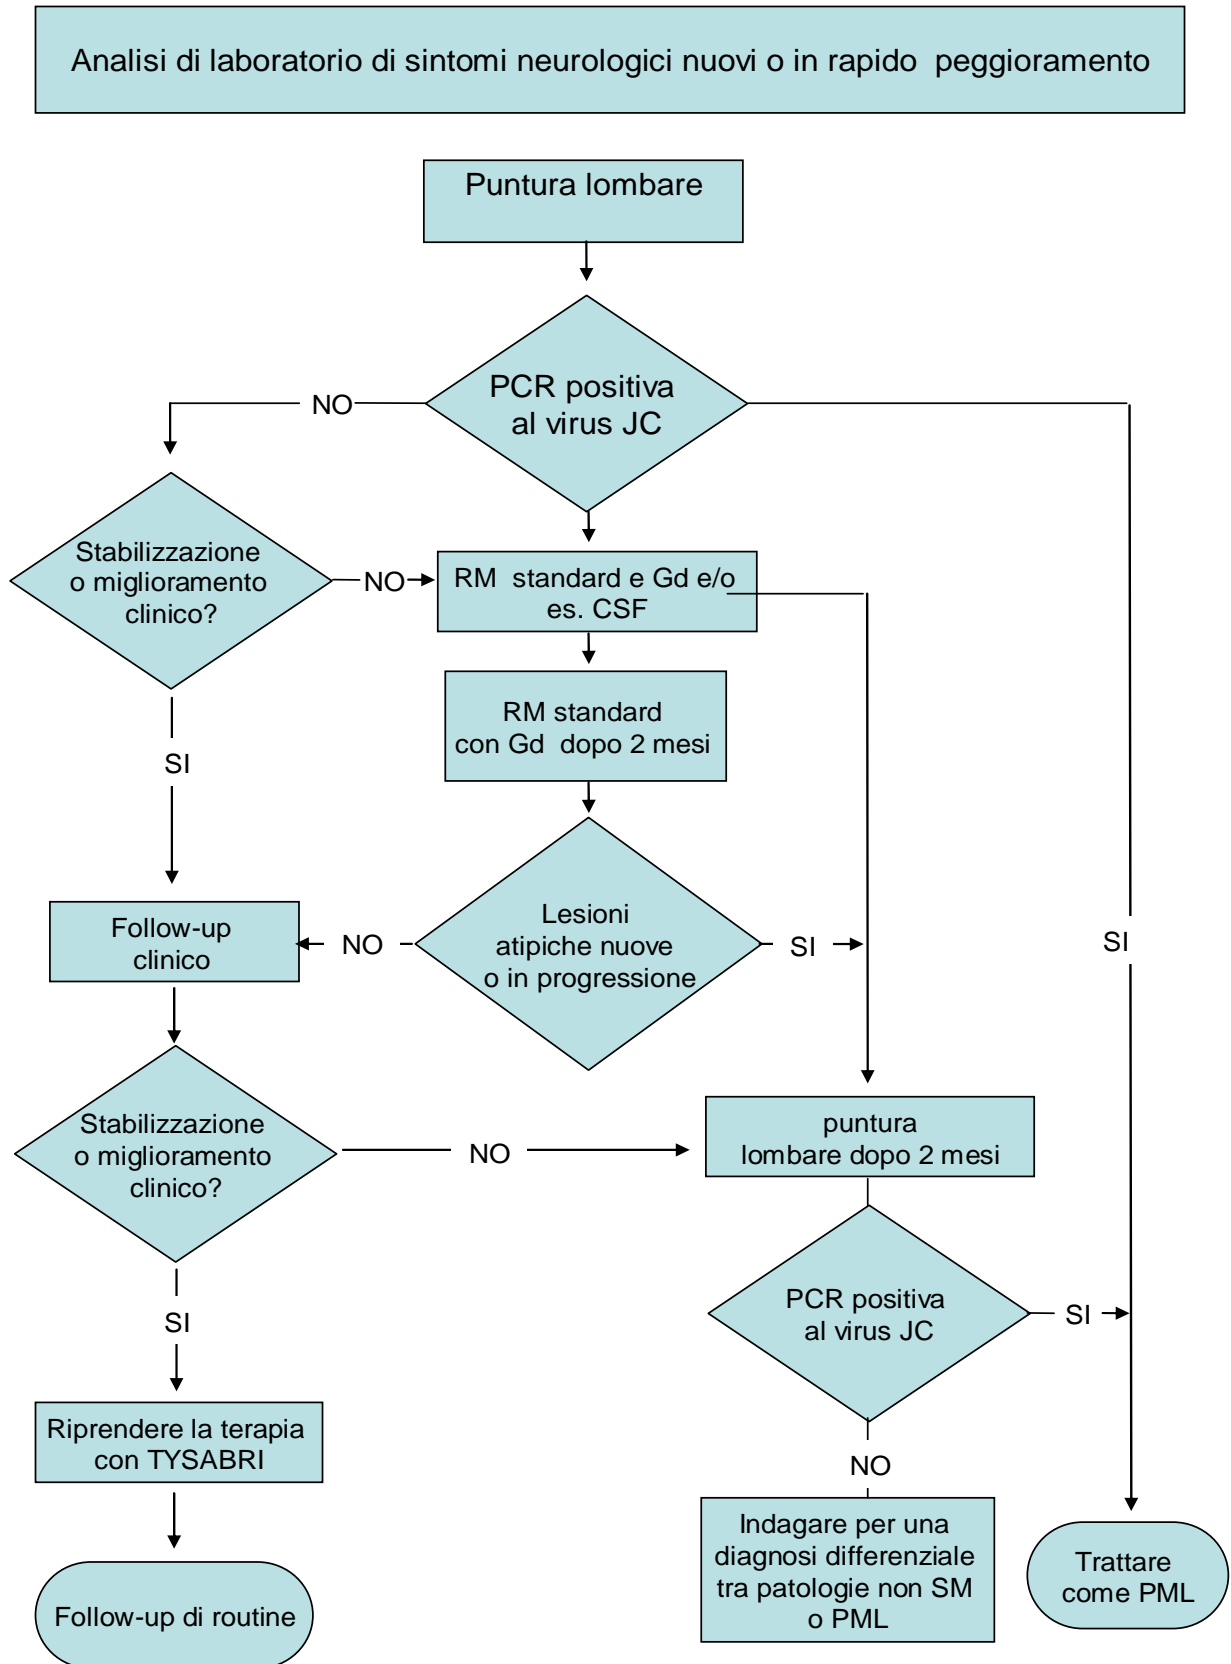 Analisi di laboratorio di sintomi neurologici nuovi o in rapido peggioramento
Puntura lombare
PCR positiva
al virus JC
NO
Stabilizzazione
o miglioramento
clinico?
NO
RM standard e Gd e/o
es. CSF
RM standard
con Gd dopo 2 mesi
SI
Lesioni
atipiche nuove
o in progressione
NO
SI
SI
Follow-up
clinico
Stabilizzazione
o miglioramento
clinico?
NO
puntura
lombare dopo 2 mesi
PCR positiva
al virus JC
SI
SI
NO
Riprendere la terapia
con TYSABRI
Indagare per una
diagnosi differenziale
tra patologie non SM
o PML
Trattare
come PML
Follow-up di routine